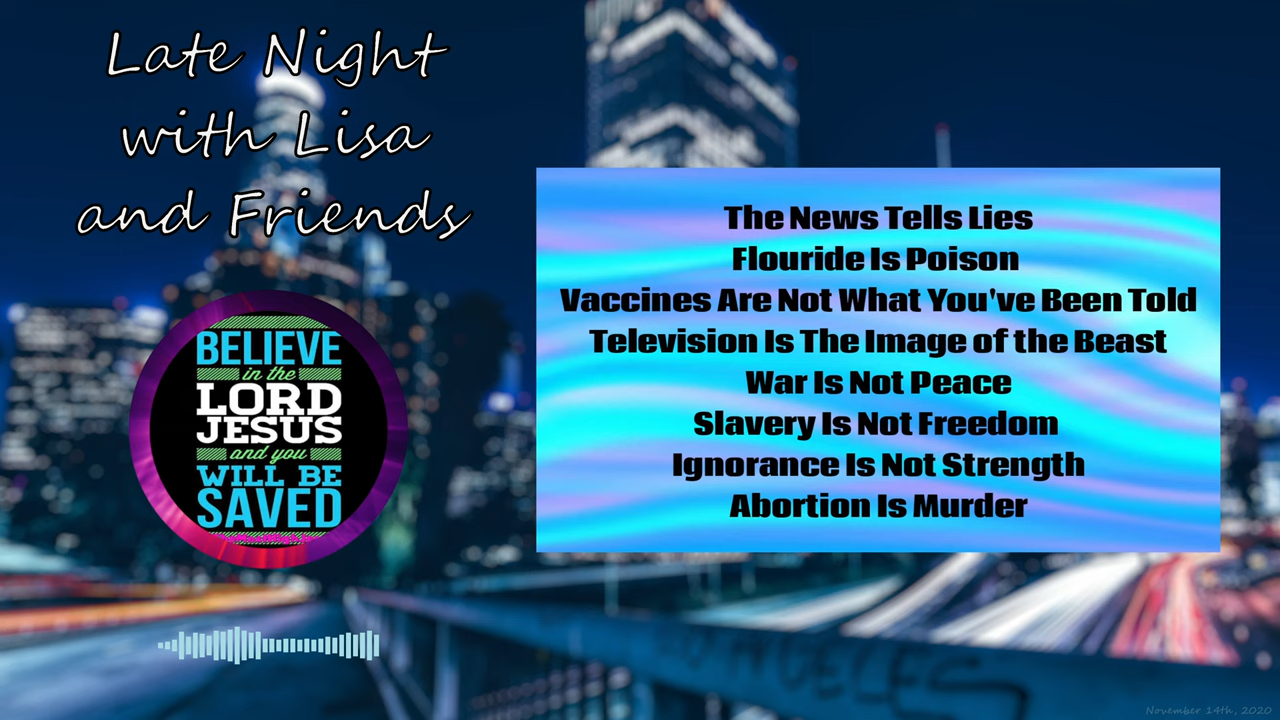 Late Night
with Lisa
and Friends
BELIEVE
in the
LORD
JESUS
and you
WILL BE
SAVED
The News Tells Lies
Flouride Is Poison
Vaccines Are Not What You've Been Told
Television Is The Image of the Beast
War Is Not Peace
Slavery Is Not Freedom
Ignorance Is Not Strength
Abortion Is Murder
November 14th, 2020